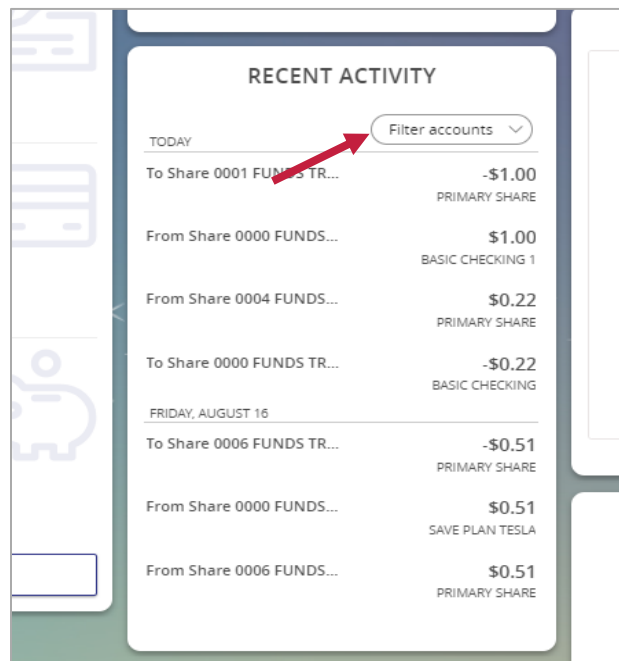 RECENT ACTIVITY
Filter accounts
TODAY
To Share 0001 FUNDS TR... -$1.00
PRIMARY SHARE
From Share 0000 FUNDS... $1.00
BASIC CHECKING 1
From Share 0004 FUNDS... $0.22
PRIMARY SHARE
To Share 0000 FUNDS TR... -$0.22
BASIC CHECKING
FRIDAY, AUGUST 16
To Share 0006 FUNDS TR... -$0.51
PRIMARY SHARE
From Share 0000 FUNDS... $0.51
SAVE PLAN TESLA
From Share 0006 FUNDS... $0.51
PRIMARY SHARE